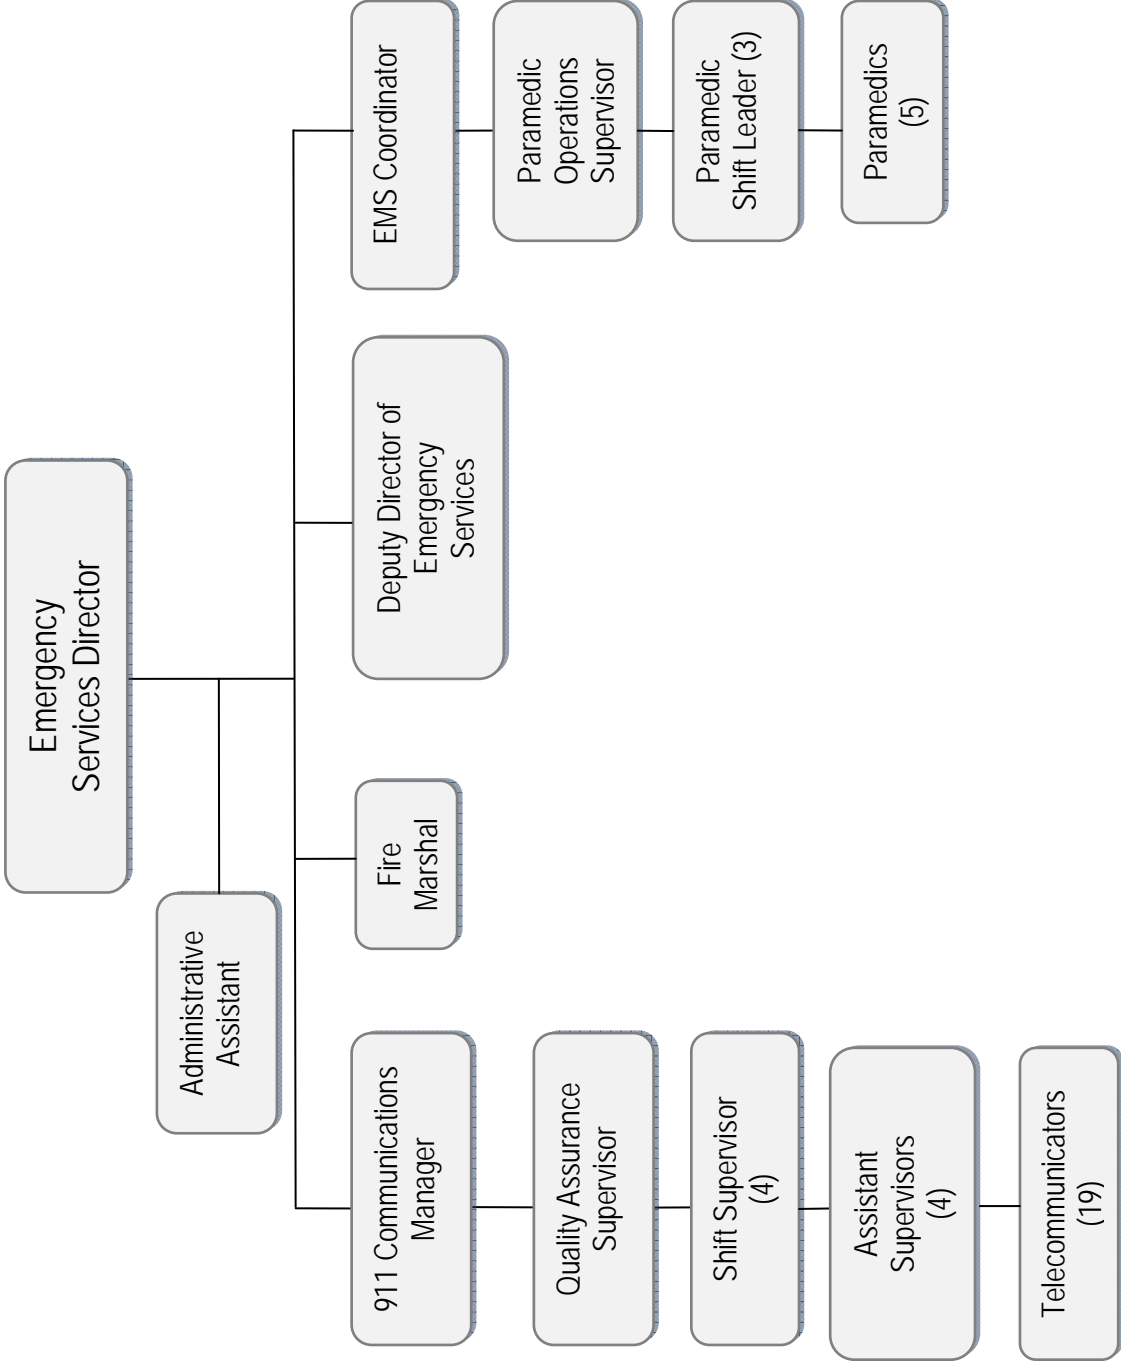 Emergency
Services Director
Administrative
Assistant
911 Communications
Manager
Fire
Marshal
Deputy Director of
Emergency
Services
EMS Coordinator
Quality Assurance
Supervisor
Paramedic
Operations
Supervisor
Shift Supervisor
(4)
Paramedic
Shift Leader (3)
Assistant
Supervisors
(4)
Paramedics
(5)
Telecommunicators
(19)